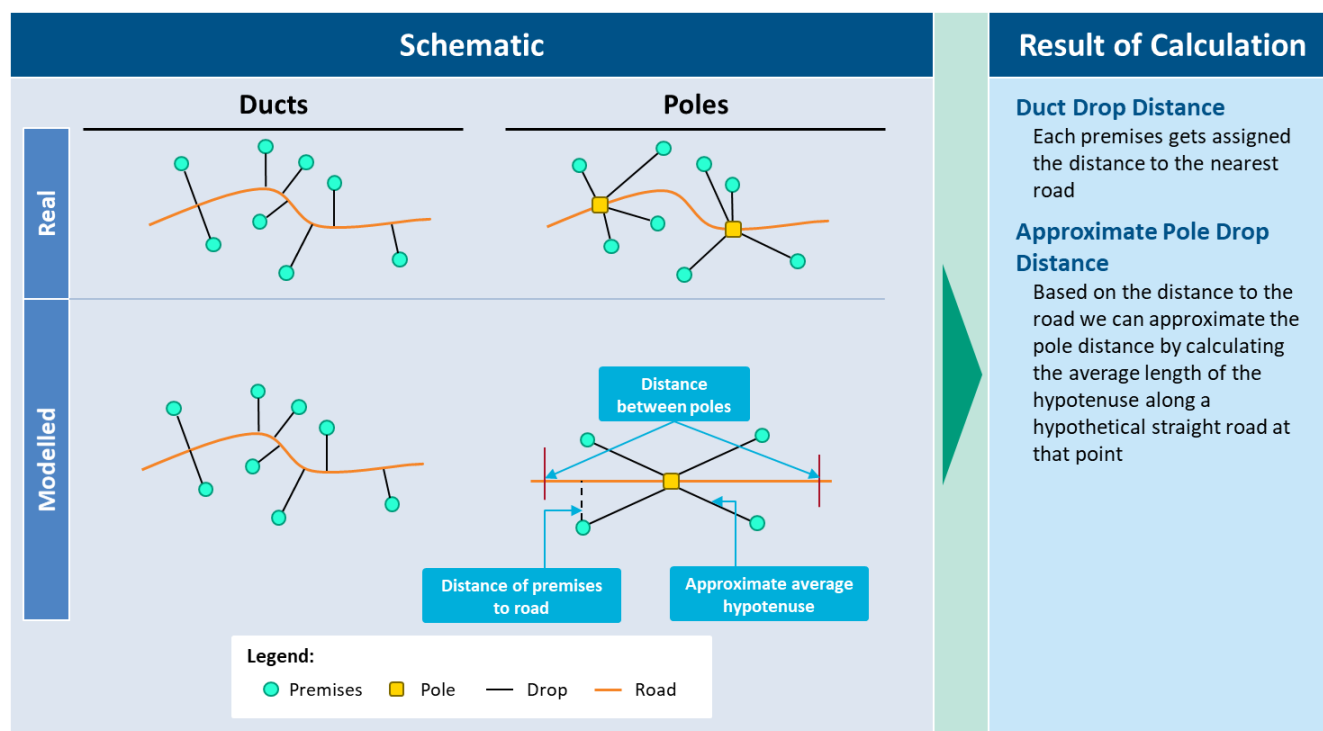 Schematic
Result of Calculation
Ducts
Poles
Real
Modelled
Distance
between poles
Distance of premises
to road
Approximate average
hypotenuse
Legend:
Premises
Pole
Drop
Road
Duct Drop Distance
Each premises gets assigned
the distance to the nearest
road
Approximate Pole Drop
Distance
Based on the distance to the
road we can approximate the
pole distance by calculating
the average length of the
hypotenuse along a
hypothetical straight road at
that point